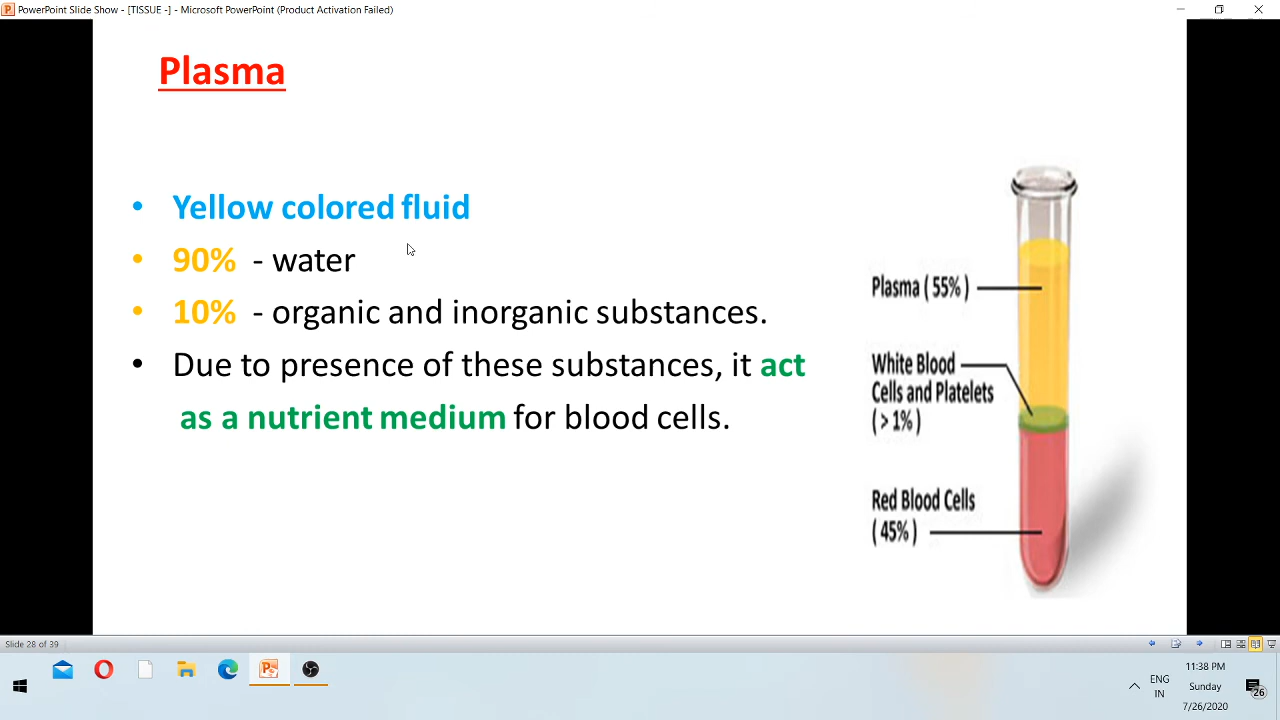 PowerPoint Slide Show - [TISSUE -] - Microsoft PowerPoint (Product Activation Failed)
Plasma
• Yellow colored fluid
• 90% - water
• 10% - organic and inorganic substances.
• Due to presence of these substances, it act
as a nutrient medium for blood cells.
Plasma ( 55% )
White Blood
Cells and Platelets
( > 1% )
Red Blood Cells
( 45% )
Slide 28 of 39
11:38 PM
ENG
IN
Sunday
7/26/2020
26